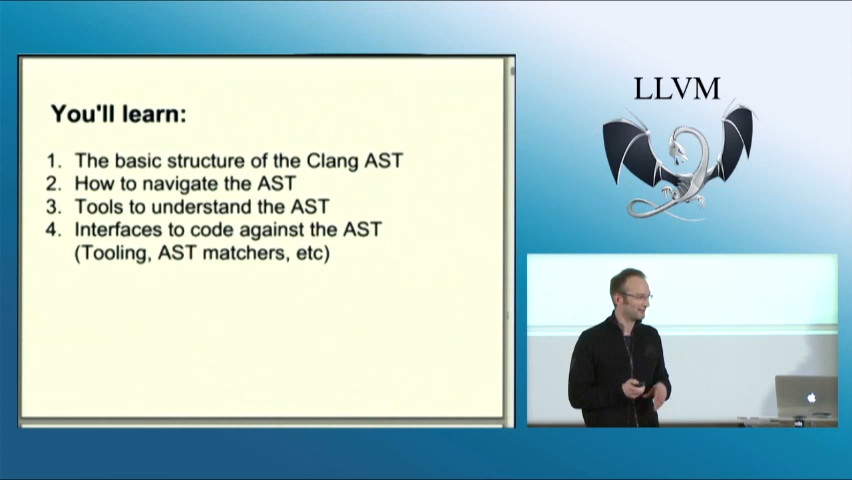 You'll learn:
1. The basic structure of the Clang AST
2. How to navigate the AST
3. Tools to understand the AST
4. Interfaces to code against the AST
(Tooling, AST matchers, etc)
LLVM